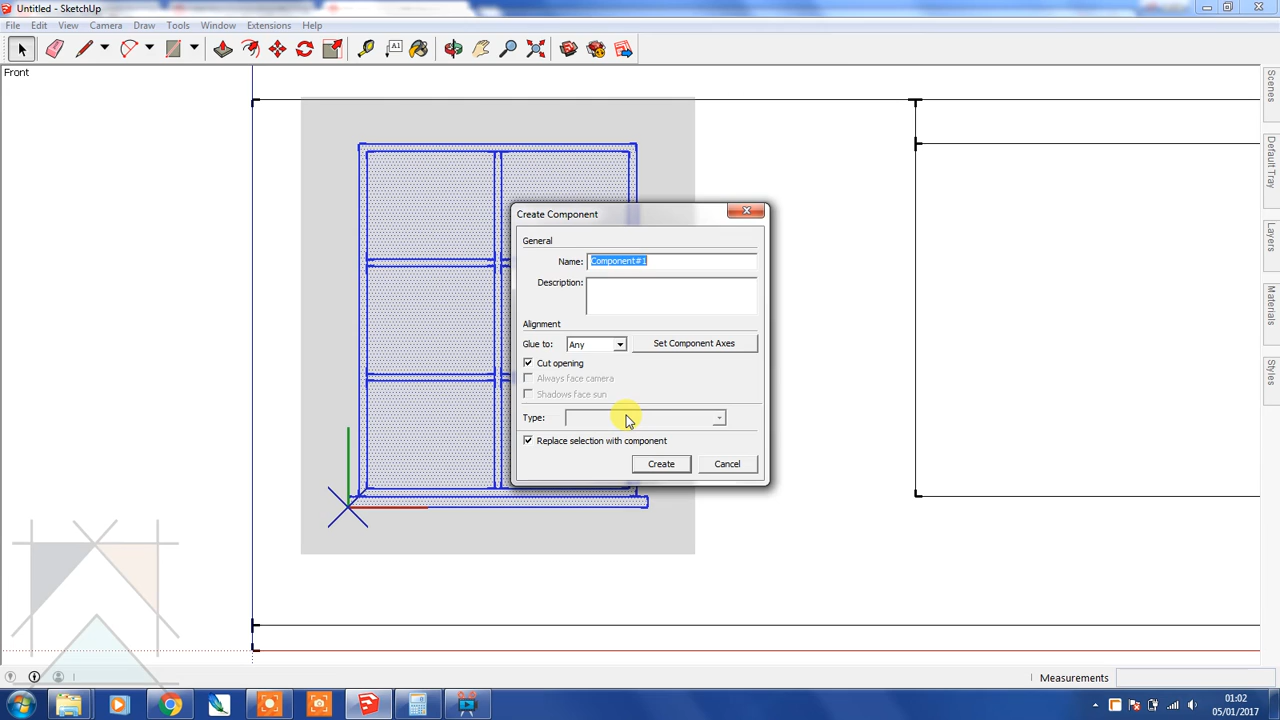 Untitled - SketchUp
File Edit View Camera Draw Tools Window Extensions Help
A1
Front
Scenes
Default Tray
Layers
Materials
Styles
Create Component
General
Name: Component#1
Description:
Alignment
Glue to: Any Set Component Axes
Cut opening
Always face camera
Shadows face sun
Type:
Replace selection with component
Create Cancel
Measurements
01:02
05/01/2017